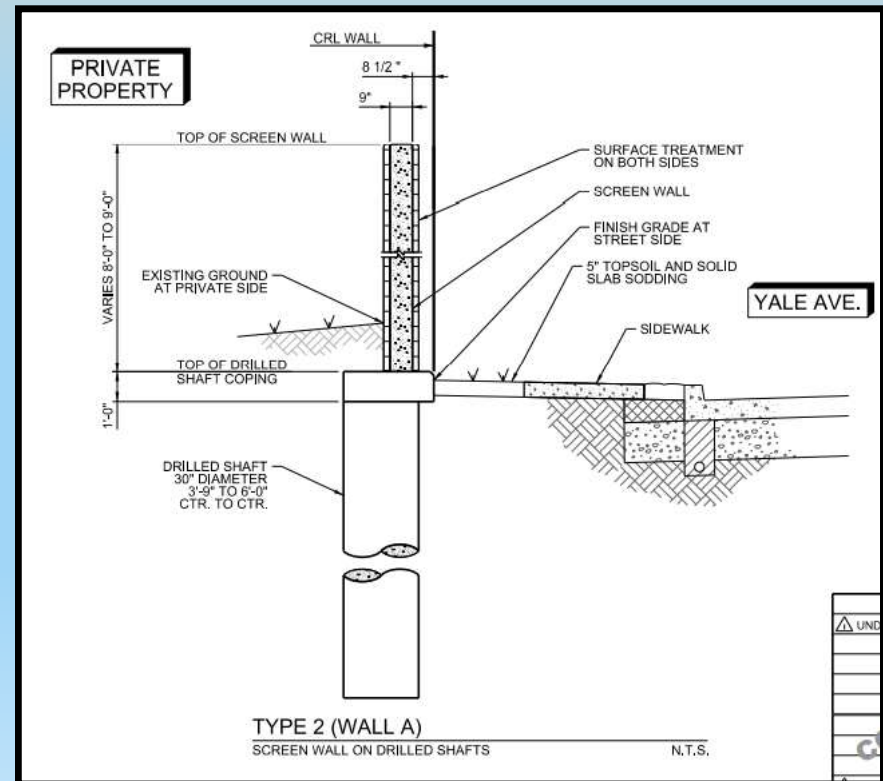 CRL WALL
PRIVATE
PROPERTY
8 1/2 "
9"
TOP OF SCREEN WALL
SURFACE TREATMENT
ON BOTH SIDES
SCREEN WALL
VARIES 8'-0" TO 9'-0"
FINISH GRADE AT
STREET SIDE
EXISTING GROUND
AT PRIVATE SIDE
5" TOPSOIL AND SOLID
SLAB SODDING
YALE AVE.
SIDEWALK
TOP OF DRILLED
SHAFT COPING
1'-0"
DRILLED SHAFT
30" DIAMETER
3'-9" TO 6'-0"
CTR. TO CTR.
1 UND
TYPE 2 (WALL A)
SCREEN WALL ON DRILLED SHAFTS
N.T.S.